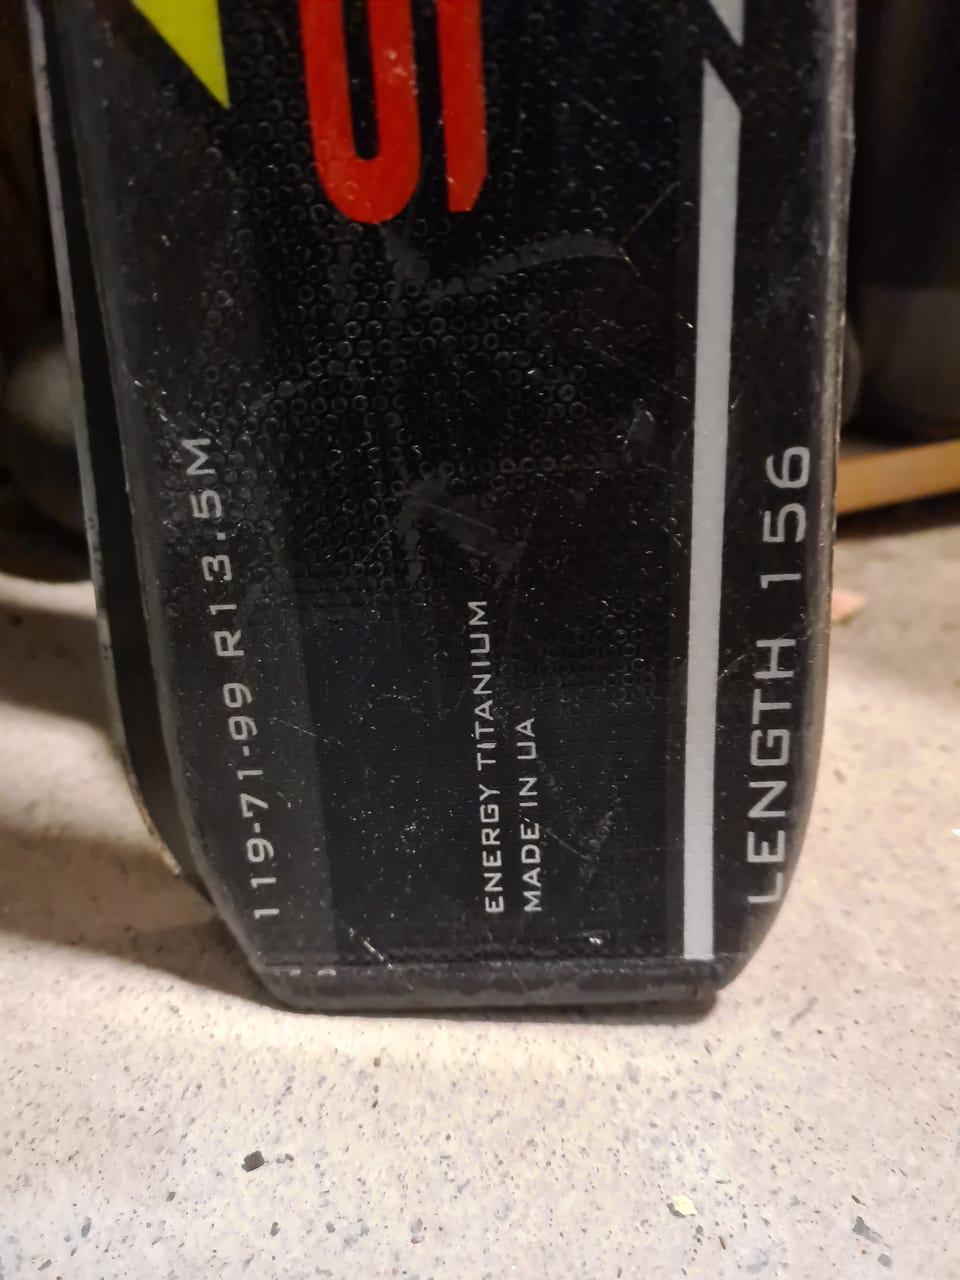 119-71-99 R13.5M
ENERGY TITANIUM
MADE IN UA
LENGTH 156